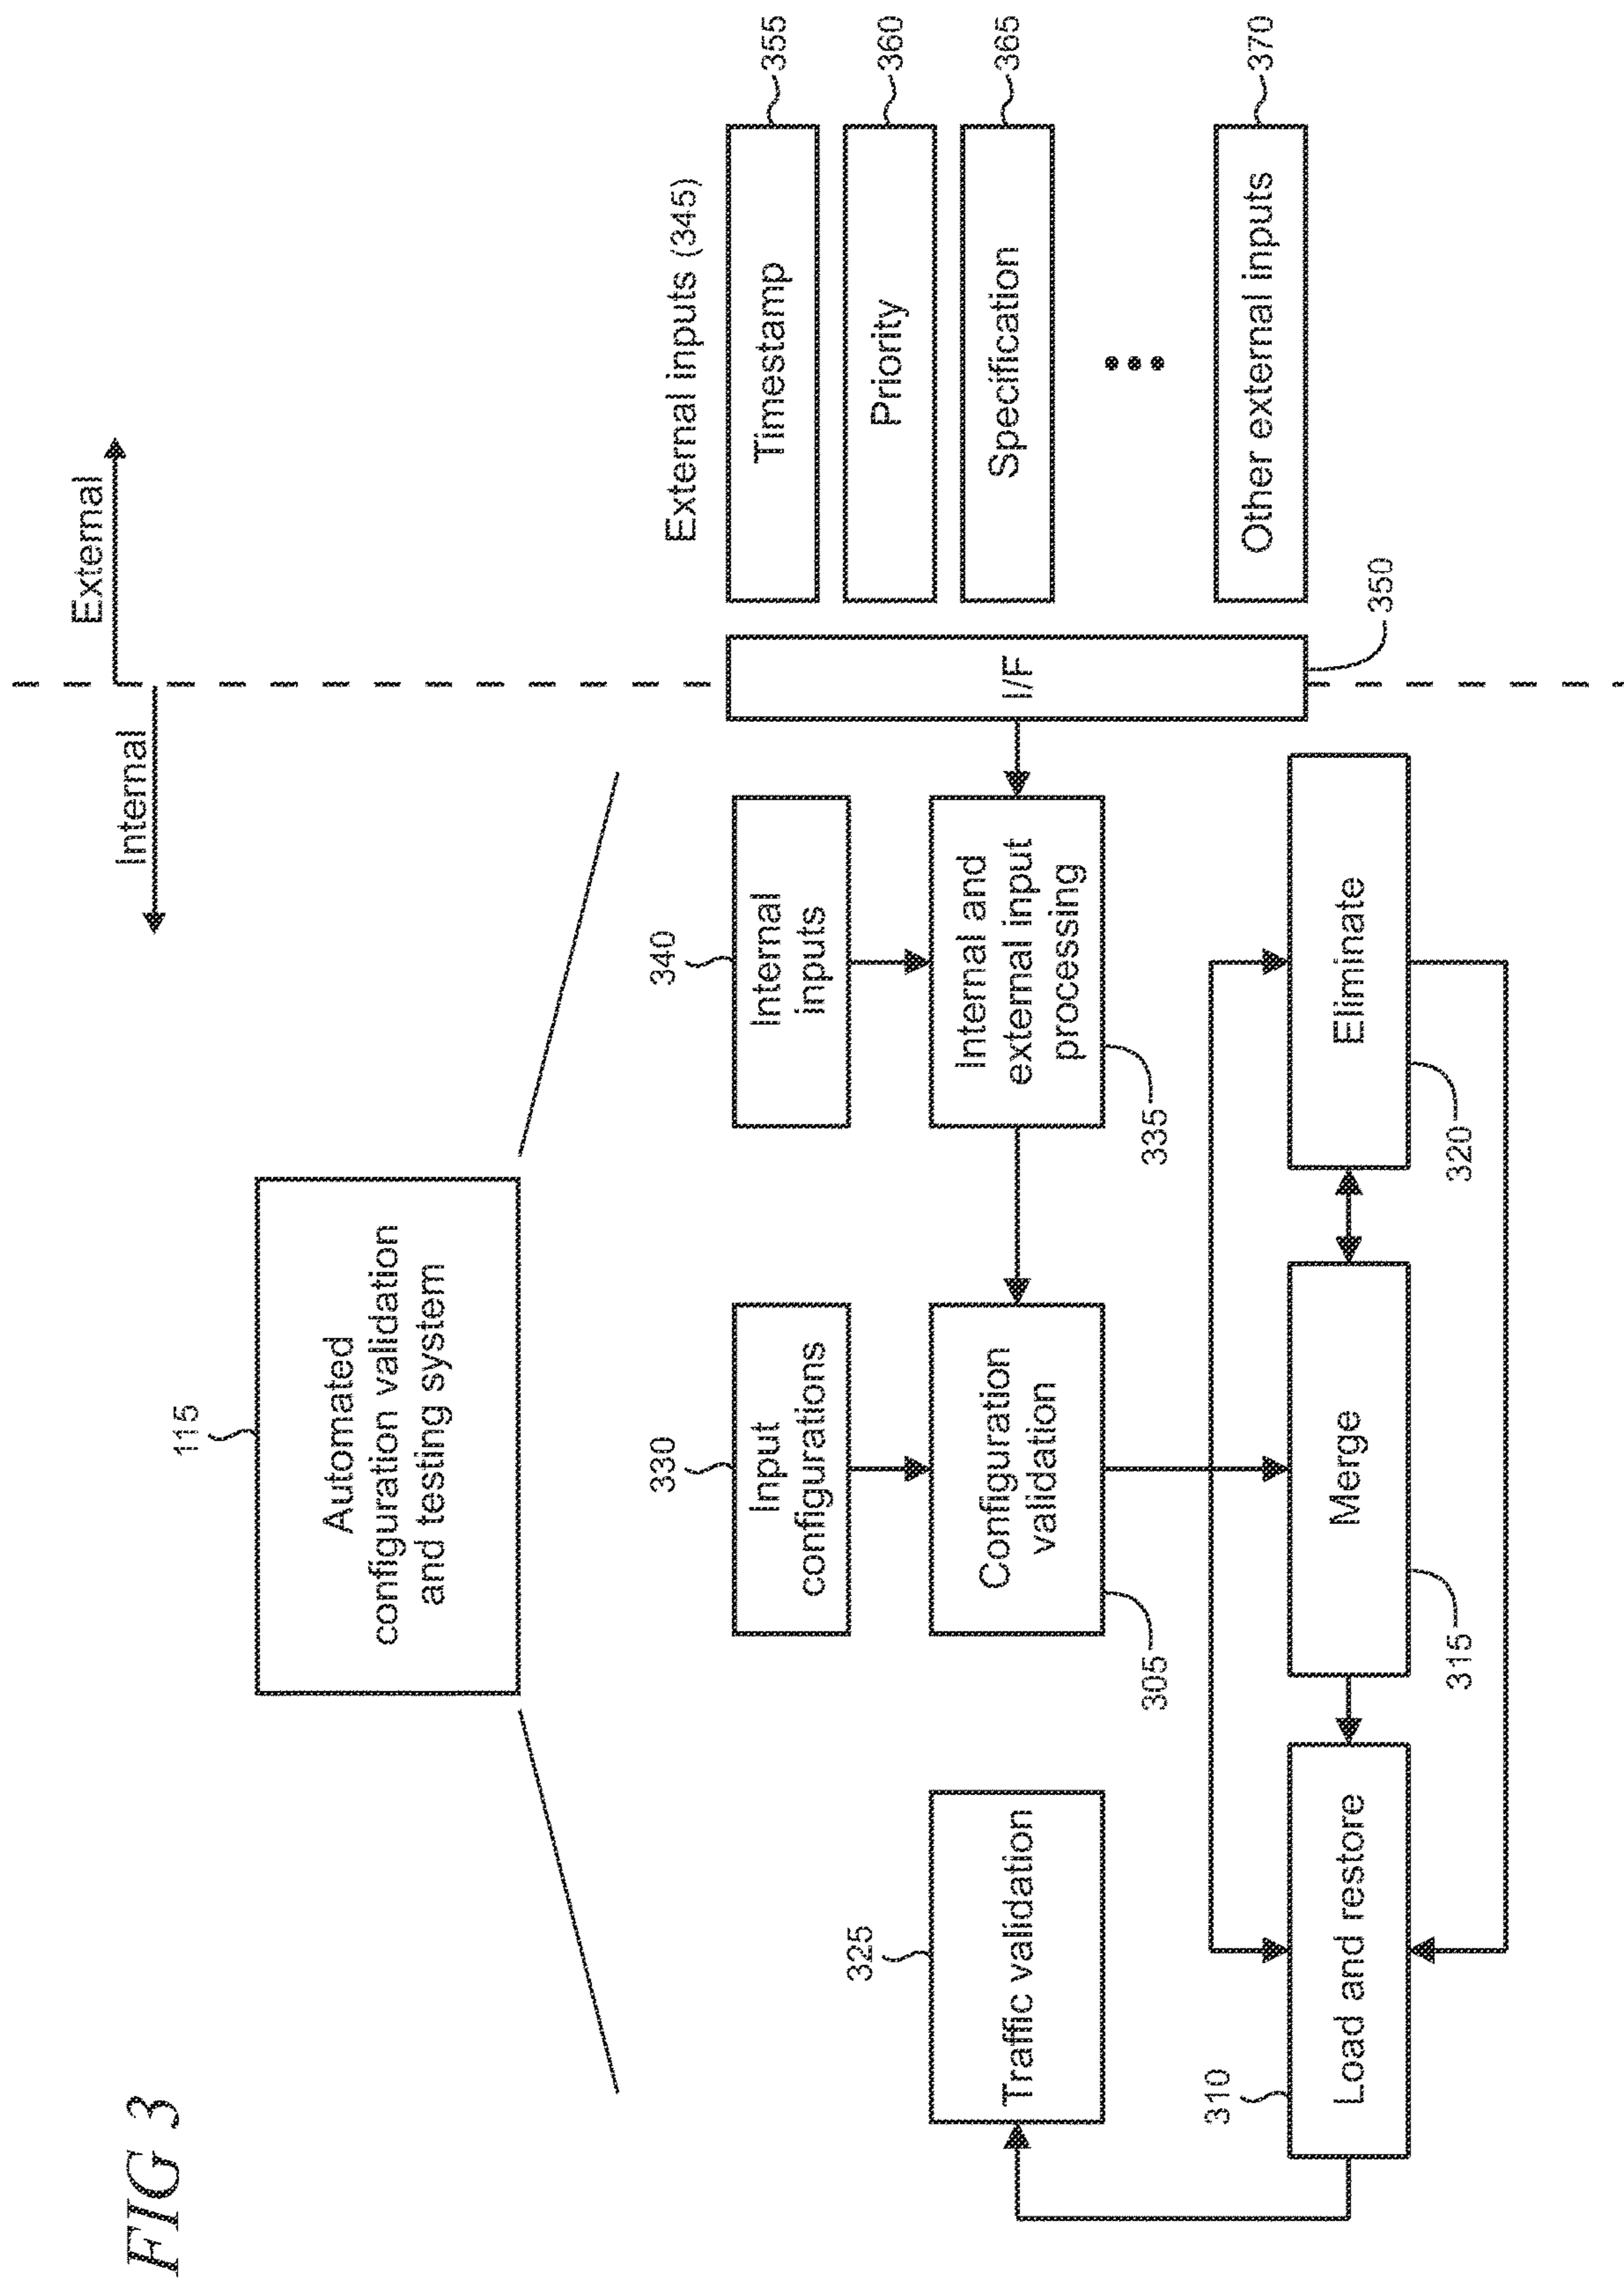 FIG 3
Internal
External
115
Automated
configuration validation
and testing system
External inputs (345)
330
Input
configurations
340
Internal
inputs
Timestamp
355
Priority
360
325
Traffic validation
Configuration
validation
305
Internal and
external input
processing
335
I/F
350
Specification
365
310
Load and restore
Merge
315
Eliminate
320
Other external inputs
370